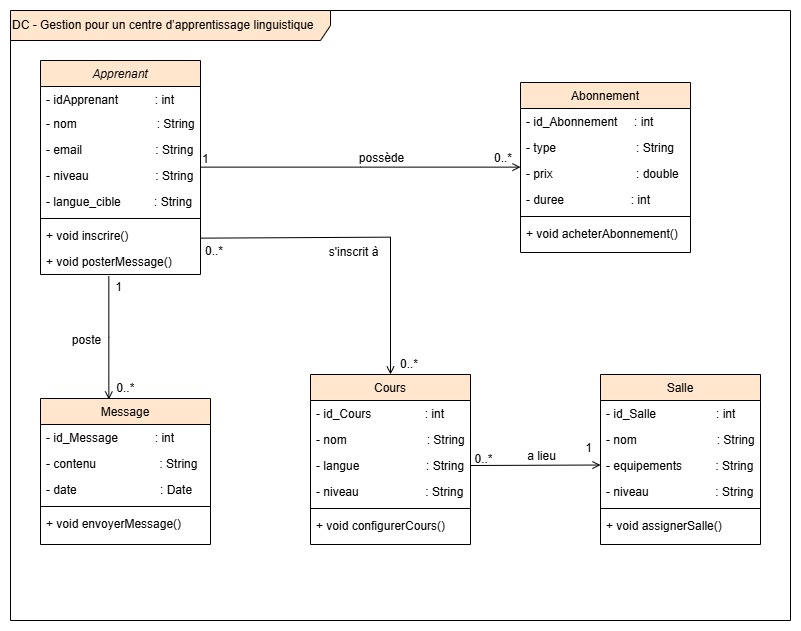 DC - Gestion pour un centre d'apprentissage linguistique
Apprenant
- idApprenant : int
- nom : String
- email : String
- niveau : String
- langue_cible : String
+ void inscrire()
+ void posterMessage()
Abonnement
- id_Abonnement : int
- type : String
- prix : double
- duree : int
+ void acheterAbonnement()
1 possède 0..*
0..* s'inscrit à 0..*
1 poste 0..*
Message
- id_Message : int
- contenu : String
- date : Date
+ void envoyerMessage()
Cours
- id_Cours : int
- nom : String
- langue : String
- niveau : String
+ void configurerCours()
0..* a lieu 1
Salle
- id_Salle : int
- nom : String
- equipements : String
- niveau : String
+ void assignerSalle()